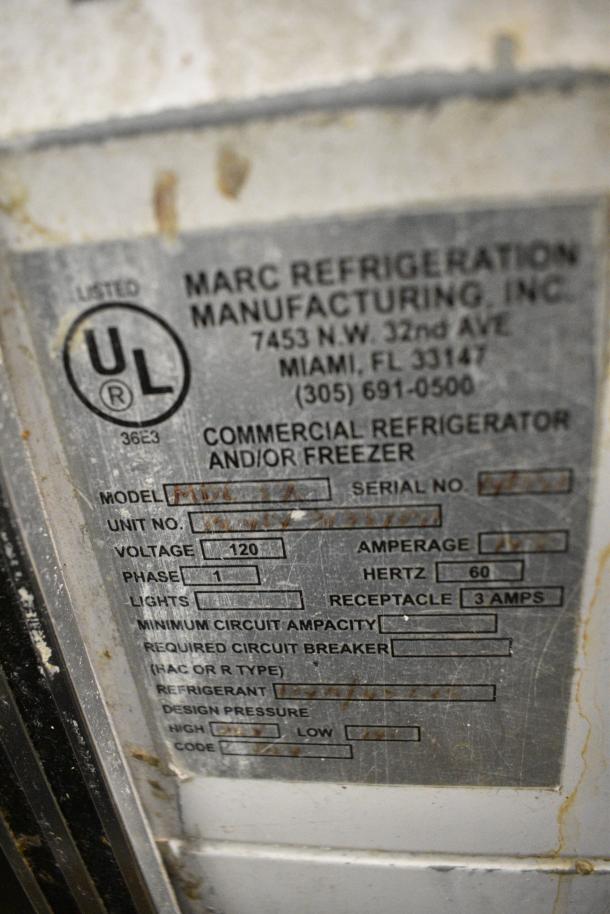 LISTED
UL
®
36E3
MARC REFRIGERATION
MANUFACTURING, INC.
7453 N.W. 32nd AVE
MIAMI, FL 33147
(305) 691-0500
COMMERCIAL REFRIGERATOR
AND/OR FREEZER
MODEL SERIAL NO.
UNIT NO.
VOLTAGE 120 AMPERAGE
PHASE 1 HERTZ 60
LIGHTS RECEPTACLE 3 AMPS
MINIMUM CIRCUIT AMPACITY
REQUIRED CIRCUIT BREAKER
(HAC OR R TYPE)
REFRIGERANT
DESIGN PRESSURE
HIGH LOW
CODE